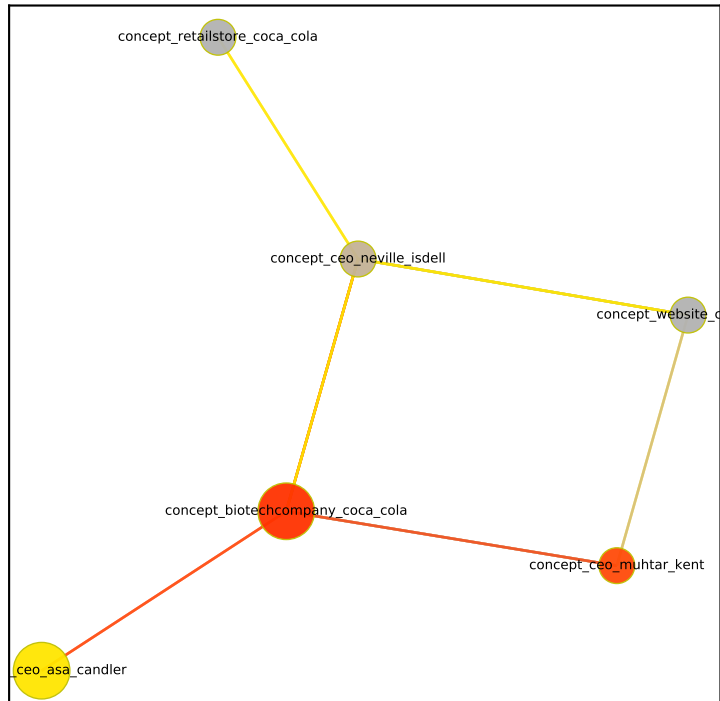 concept_retailstore_coca_cola
concept_ceo_neville_isdell
concept_website_c
concept_biotechcompany_coca_cola
concept_ceo_muhtar_kent
_ceo_asa_candler